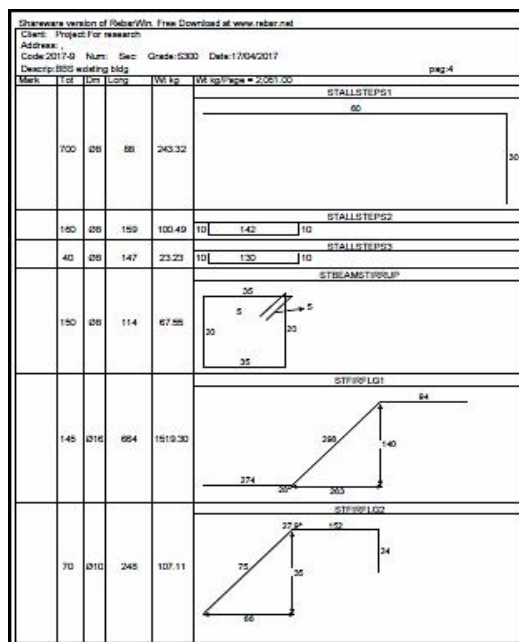 Shareware version of RebarWin. Free Download at www.rebar.net
Client: Project:For research
Address: ,
Code:2017-9 Num: Sec: Grade:S300 Date:17/04/2017
Descrip:BBS existing bldg pag:4
Mark Tot Dm Long Wt kg Wt kg/Page = 2,061.00
STALLSTEPS1
60
700 Ø8 88 243.32
30
STALLSTEPS2
160 Ø8 159 100.49 10 142 10
STALLSTEPS3
40 Ø8 147 23.23 10 130 10
STBEAMSTIRRUP
35
5 5
150 Ø8 114 67.55 20 20
35
STFIRFLG1
94
145 Ø16 664 1519.30 298 140
274
263
STFIRFLG2
152
24
70 Ø10 248 107.11 75 35
66